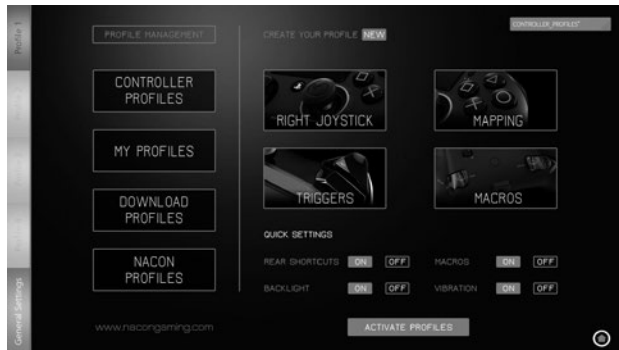 Profile 1
General Settings
PROFILE MANAGEMENT
CONTROLLER
PROFILES
MY PROFILES
DOWNLOAD
PROFILES
NACON
PROFILES
www.nacongaming.com
CREATE YOUR PROFILE NEW
CONTROLLER_PROFILES*
RIGHT JOYSTICK
MAPPING
TRIGGERS
MACROS
QUICK SETTINGS
REAR SHORTCUTS ON OFF
MACROS ON OFF
BACKLIGHT ON OFF
VIBRATION ON OFF
ACTIVATE PROFILES